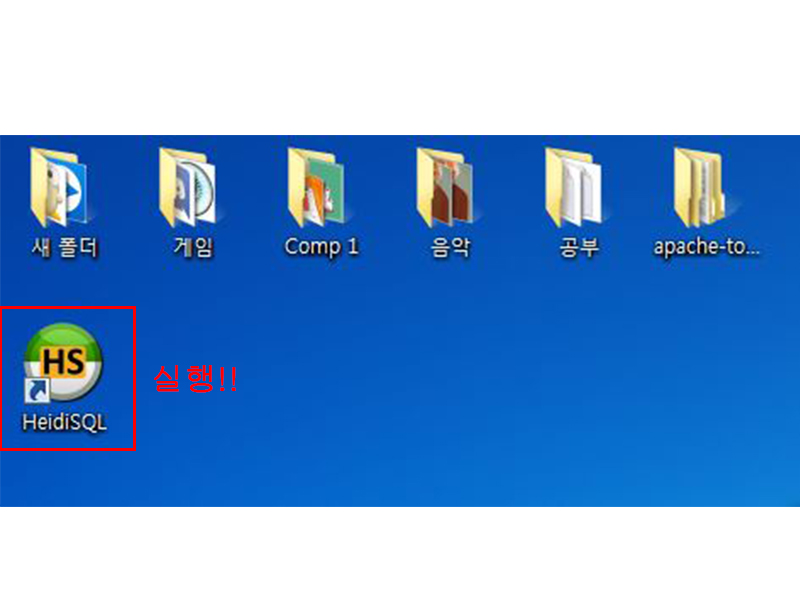 새 폴더
게임
Comp 1
음악
공부
apache-to...
HS
HeidiSQL
실행!!